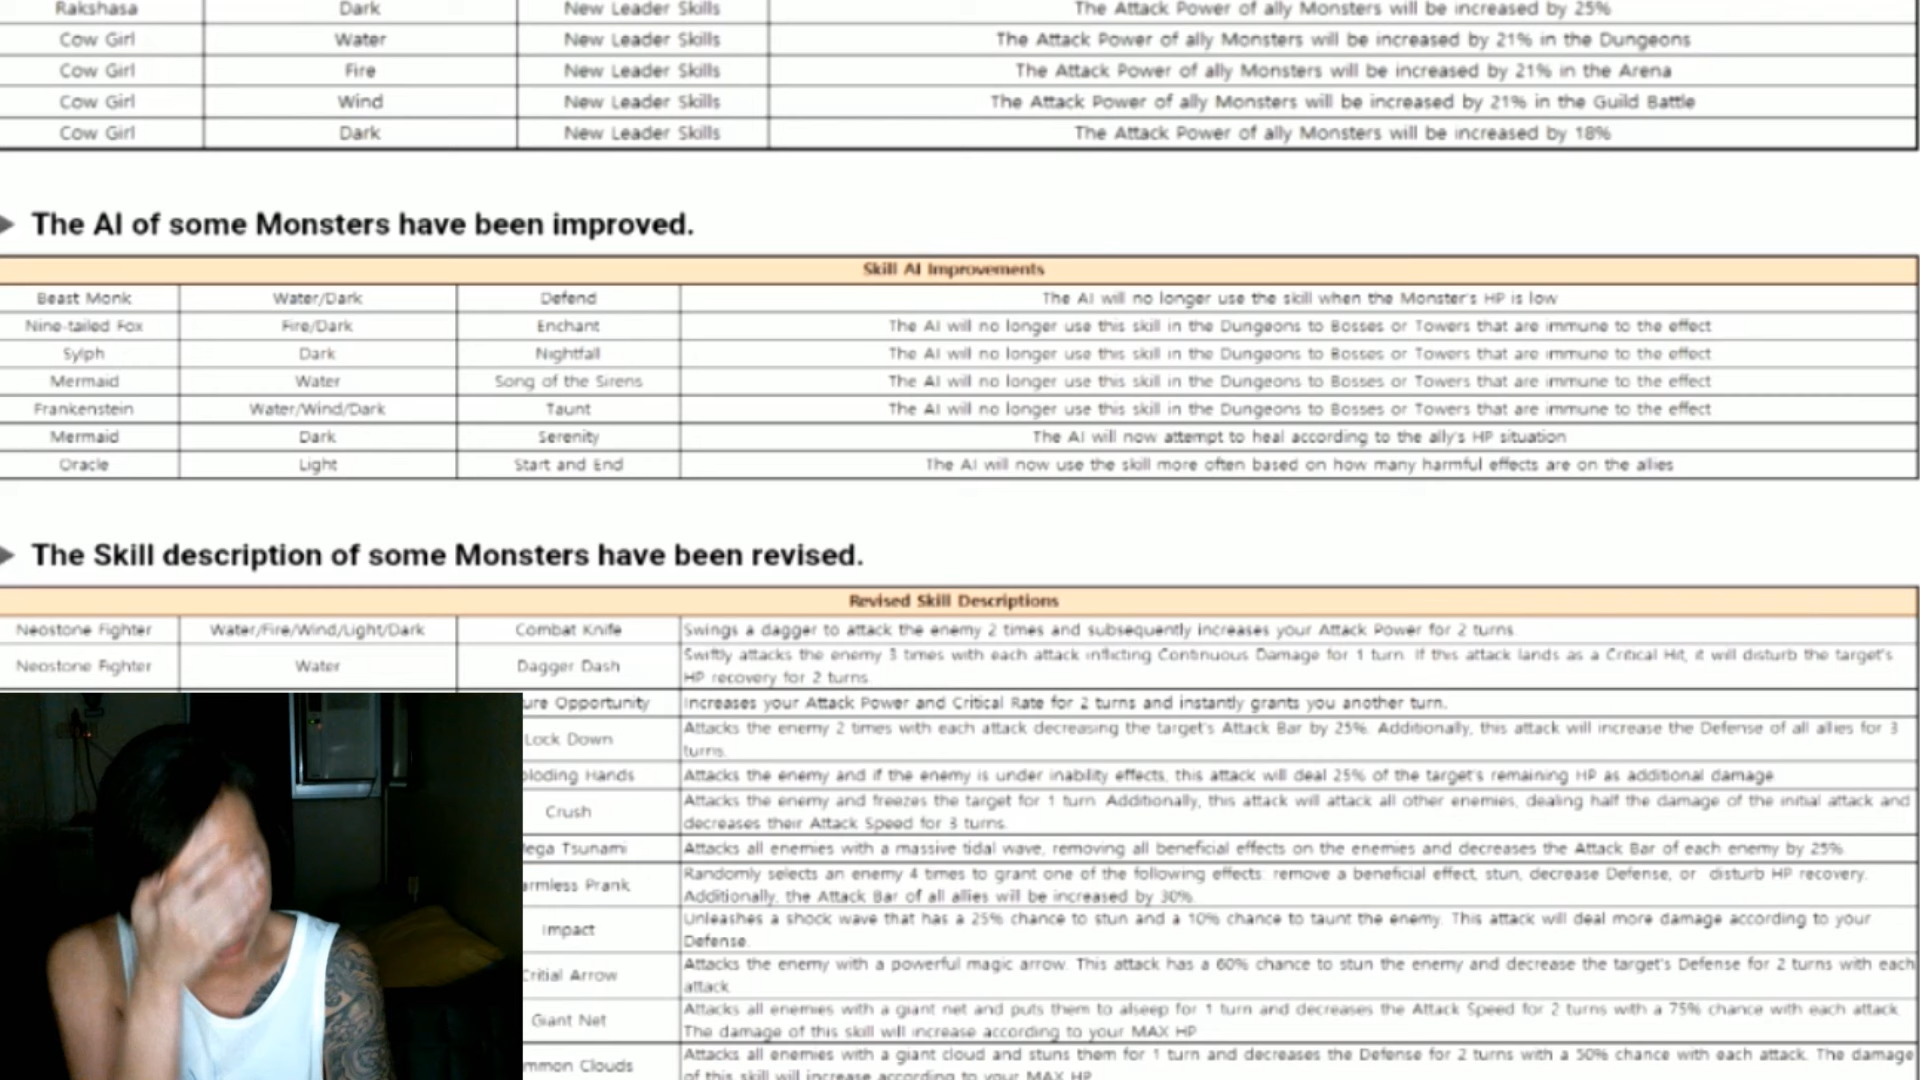 Rakshasa Dark New Leader Skills The Attack Power of ally Monsters will be increased by 25%
Cow Girl Water New Leader Skills The Attack Power of ally Monsters will be increased by 21% in the Dungeons
Cow Girl Fire New Leader Skills The Attack Power of ally Monsters will be increased by 21% in the Arena
Cow Girl Wind New Leader Skills The Attack Power of ally Monsters will be increased by 21% in the Guild Battle
Cow Girl Dark New Leader Skills The Attack Power of ally Monsters will be increased by 18%
The AI of some Monsters have been improved.
Skill AI Improvements
Beast Monk Water/Dark Defend The AI will no longer use the skill when the Monster's HP is low
Nine-tailed Fox Fire/Dark Enchant The AI will no longer use this skill in the Dungeons to Bosses or Towers that are immune to the effect
Sylph Dark Nightfall The AI will no longer use this skill in the Dungeons to Bosses or Towers that are immune to the effect
Mermaid Water Song of the Sirens The AI will no longer use this skill in the Dungeons to Bosses or Towers that are immune to the effect
Frankenstein Water/Wind/Dark Taunt The AI will no longer use this skill in the Dungeons to Bosses or Towers that are immune to the effect
Mermaid Dark Serenity The AI will now attempt to heal according to the ally's HP situation
Oracle Light Start and End The AI will now use the skill more often based on how many harmful effects are on the allies
The Skill description of some Monsters have been revised.
Revised Skill Descriptions
Neostone Fighter Water/Fire/Wind/Light/Dark Combat Knife Swings a dagger to attack the enemy 2 times and subsequently increases your Attack Power for 2 turns.
Neostone Fighter Water Dagger Dash Swiftly attacks the enemy 3 times with each attack inflicting Continuous Damage for 1 turn. If this attack lands as a Critical Hit, it will disturb the target's
HP recovery for 2 turns.
ure Opportunity Increases your Attack Power and Critical Rate for 2 turns and instantly grants you another turn.
Lock Down Attacks the enemy 2 times with each attack decreasing the target's Attack Bar by 25%. Additionally, this attack will increase the Defense of all allies for 3
turns.
ploding Hands Attacks the enemy and if the enemy is under inability effects, this attack will deal 25% of the target's remaining HP as additional damage
Crush Attacks the enemy and freezes the target for 1 turn. Additionally, this attack will attack all other enemies, dealing half the damage of the initial attack and
decreases their Attack Speed for 3 turns.
ega Tsunami Attacks all enemies with a massive tidal wave, removing all beneficial effects on the enemies and decreases the Attack Bar of each enemy by 25%.
armless Prank Randomly selects an enemy 4 times to grant one of the following effects: remove a beneficial effect, stun, decrease Defense, or disturb HP recovery.
Additionally, the Attack Bar of all allies will be increased by 30%.
Impact Unleashes a shock wave that has a 25% chance to stun and a 10% chance to taunt the enemy. This attack will deal more damage according to your
Defense.
Critial Arrow Attacks the enemy with a powerful magic arrow. This attack has a 60% chance to stun the enemy and decrease the target's Defense for 2 turns with each
attack.
Giant Net Attacks all enemies with a giant net and puts them to alseep for 1 turn and decreases the Attack Speed for 2 turns with a 75% chance with each attack.
The damage of this skill will increase according to your MAX HP
mmon Clouds Attacks all enemies with a giant cloud and stuns them for 1 turn and decreases the Defense for 2 turns with a 50% chance with each attack. The damage
of this skill will increase according to your MAX HP